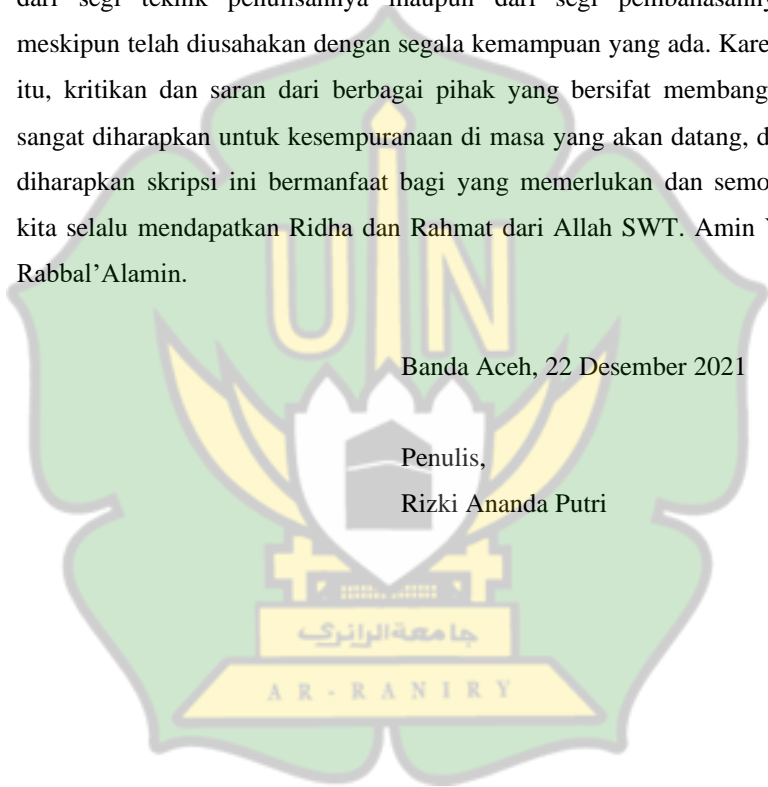 dari segi teknik penulisannya maupun dari segi pembahasanny
meskipun telah diusahakan dengan segala kemampuan yang ada. Kare
itu, kritikan dan saran dari berbagai pihak yang bersifat membang
sangat diharapkan untuk kesempuranaan di masa yang akan datang, d
diharapkan skripsi ini bermanfaat bagi yang memerlukan dan semo
kita selalu mendapatkan Ridha dan Rahmat dari Allah SWT. Amin Y
Rabbal’Alamin.
UIN
Banda Aceh, 22 Desember 2021
Penulis,
Rizki Ananda Putri
جامعة الرانري
AR-RANIRY